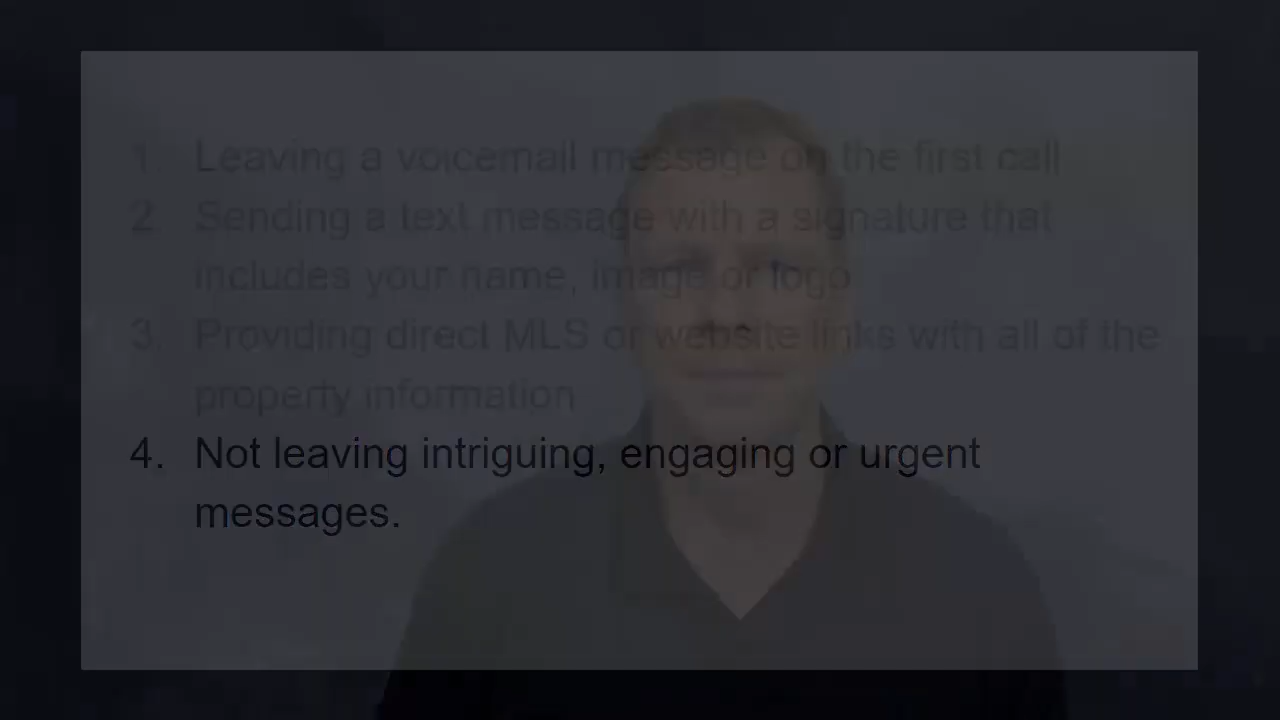 1. Leaving a voicemail message on the first call
2. Sending a text message with a signature that
includes your name, image or logo
3. Providing direct MLS or website links with all of the
property information
4. Not leaving intriguing, engaging or urgent
messages.